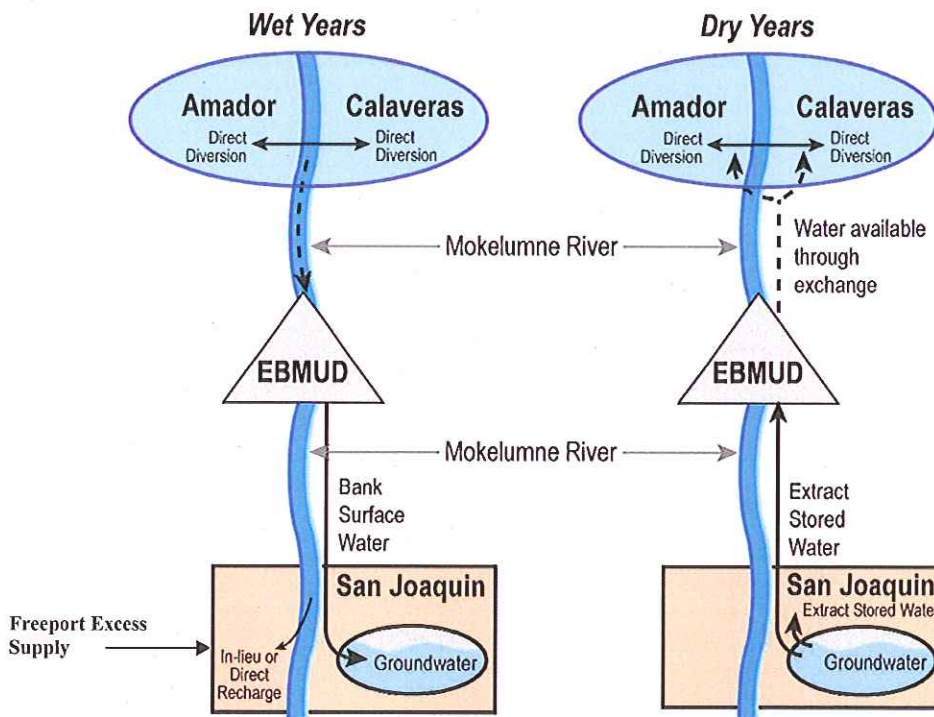 Wet Years
Amador
Calaveras
Direct
Diversion
Direct
Diversion
EBMUD
Bank
Surface
Water
San Joaquin
Freeport Excess
Supply
In-lieu or
Direct
Recharge
Groundwater
Mokelumne River
Mokelumne River
Dry Years
Amador
Calaveras
Direct
Diversion
Direct
Diversion
Water available
through
exchange
EBMUD
Extract
Stored
Water
San Joaquin
Extract Stored Water
Groundwater